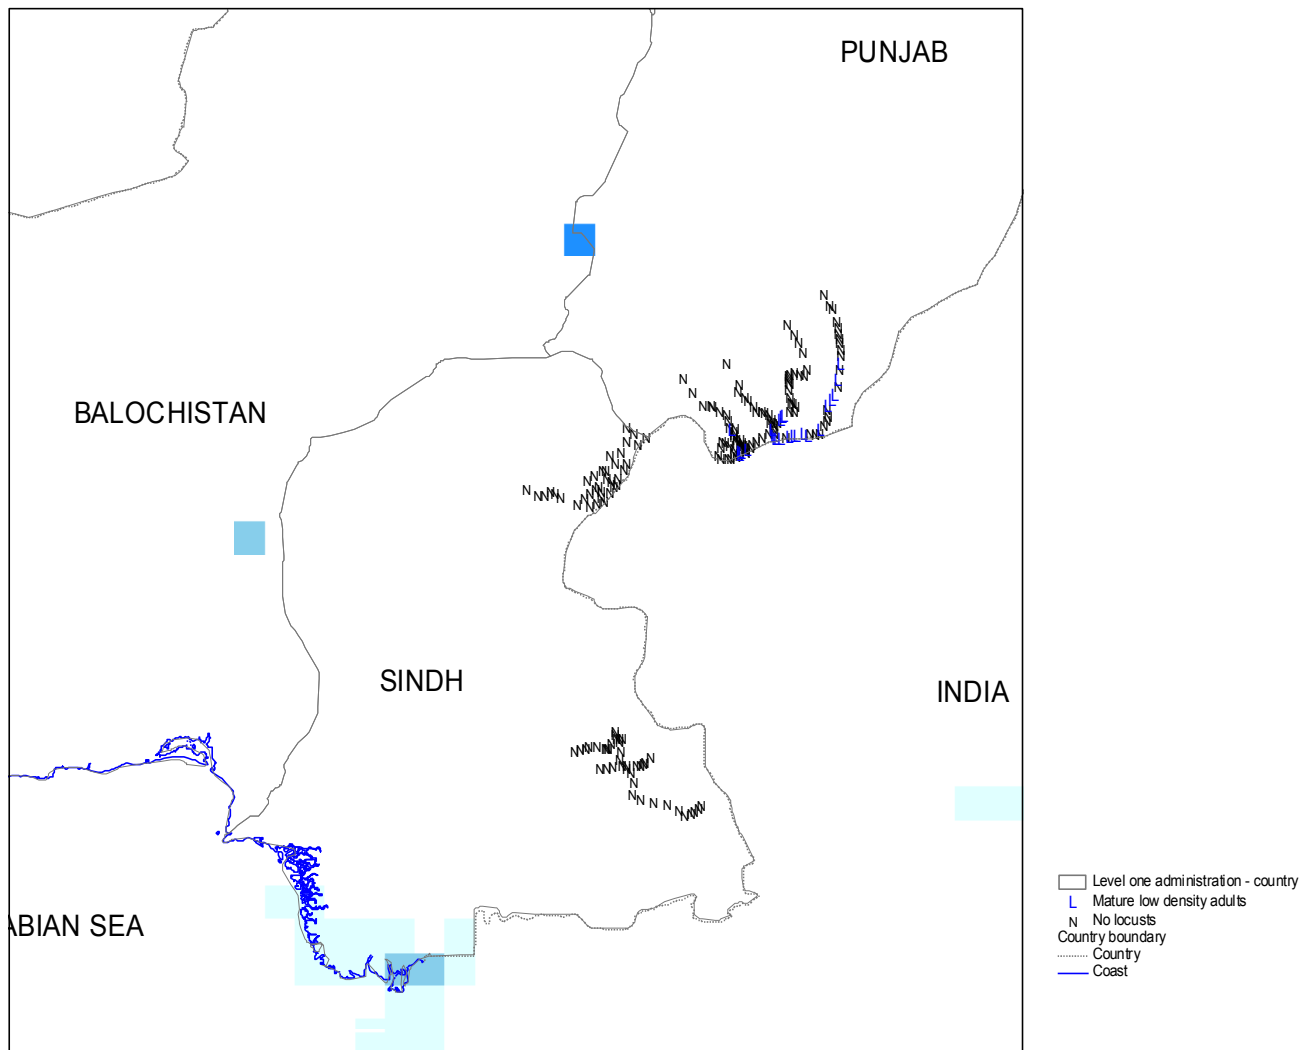 PUNJAB
BALOCHISTAN
SINDH
INDIA
ABIAN SEA
Level one administration - country
L Mature low density adults
N No locusts
Country boundary
Country
Coast